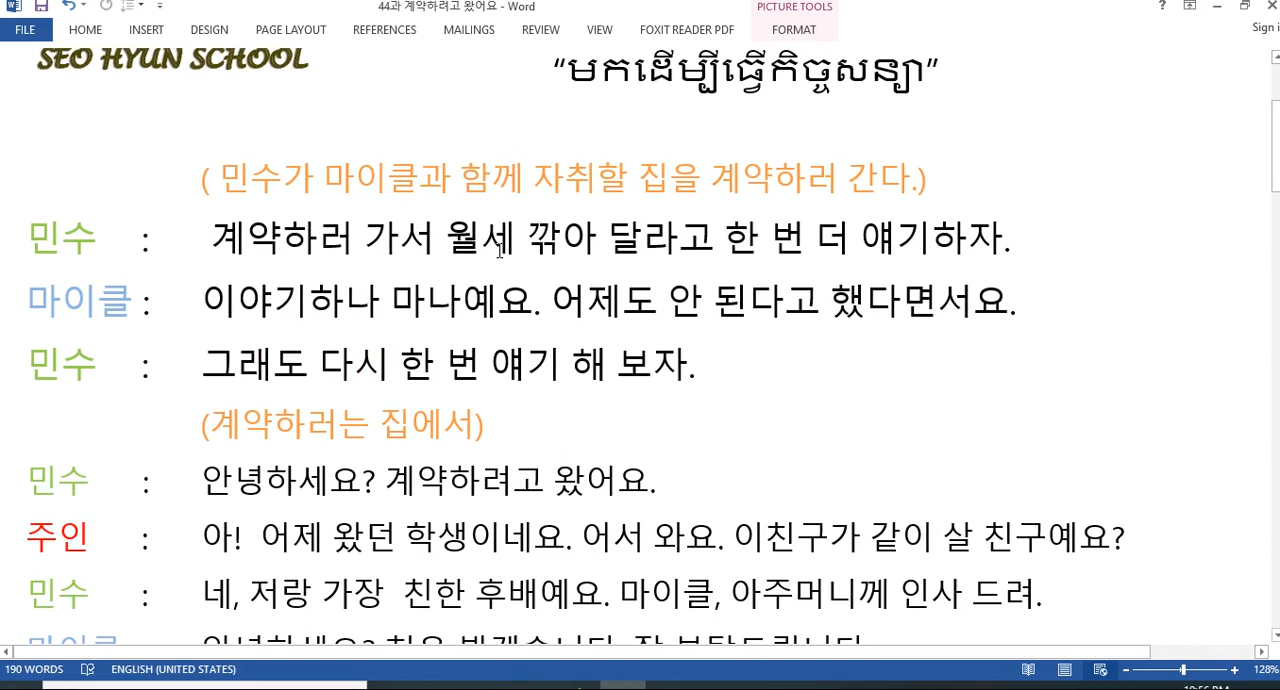 44과 계약하려고 왔어요 - Word
PICTURE TOOLS
FILE HOME INSERT DESIGN PAGE LAYOUT REFERENCES MAILINGS REVIEW VIEW FOXIT READER PDF FORMAT
Sign i
SEO HYUN SCHOOL
“មកដើម្បីធ្វើកិច្ចសន្យា”
( 민수가 마이클과 함께 자취할 집을 계약하러 간다.)
민수 : 계약하러 가서 월세 깎아 달라고 한 번 더 얘기하자.
마이클 : 이야기하나 마나예요. 어제도 안 된다고 했다면서요.
민수 : 그래도 다시 한 번 얘기 해 보자.
(계약하러는 집에서)
민수 : 안녕하세요? 계약하려고 왔어요.
주인 : 아! 어제 왔던 학생이네요. 어서 와요. 이친구가 같이 살 친구예요?
민수 : 네, 저랑 가장 친한 후배예요. 마이클, 아주머니께 인사 드려.
190 WORDS ENGLISH (UNITED STATES) 128%